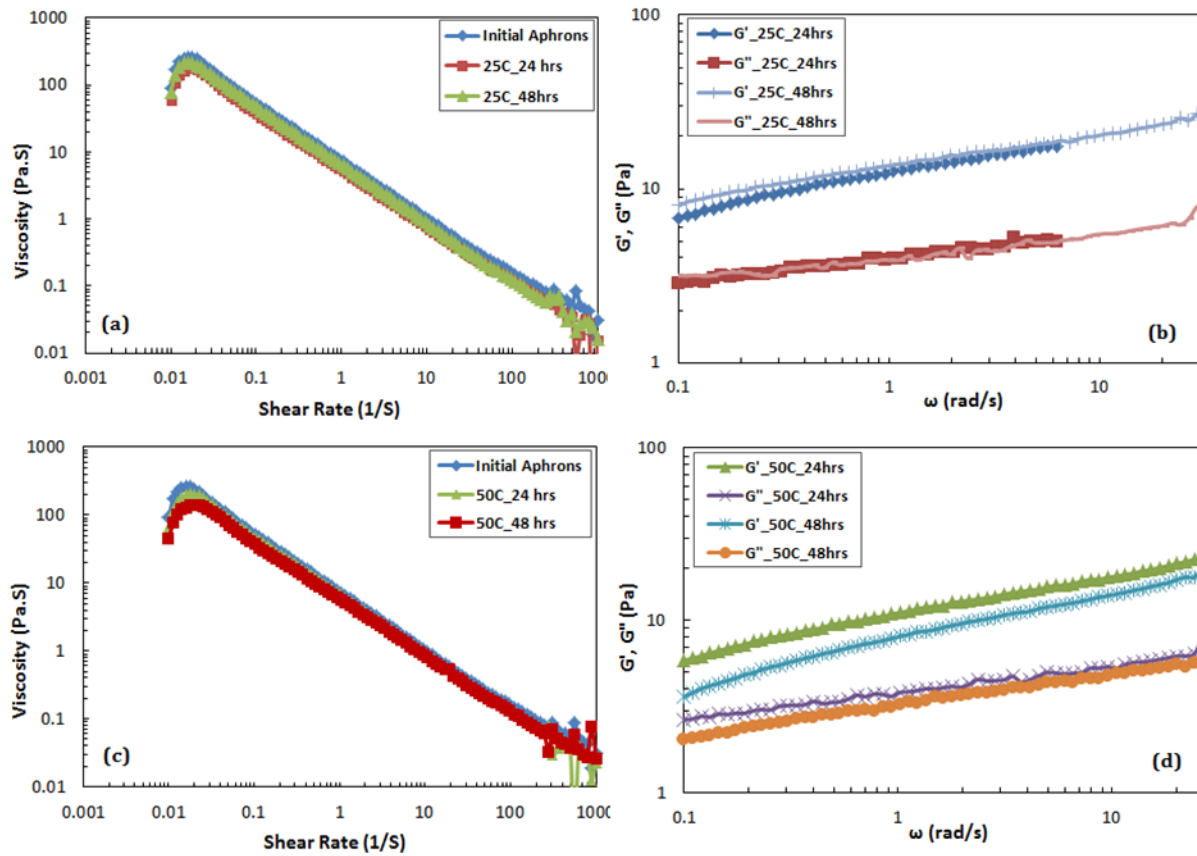 1000
100
10
1
0.1
0.01
Viscosity (Pa.S)
Initial Aphrons
25C_24 hrs
25C_48hrs
(a)
0.001 0.01 0.1 1 10 100 1000
Shear Rate (1/S)
100
10
1
G', G" (Pa)
G'_25C_24hrs
G"_25C_24hrs
G'_25C_48hrs
G"_25C_48hrs
(b)
0.1 1 10
ω (rad/s)
1000
100
10
1
0.1
0.01
Viscosity (Pa.S)
Initial Aphrons
50C_24 hrs
50C_48 hrs
(c)
0.001 0.01 0.1 1 10 100 1000
Shear Rate (1/S)
100
10
1
G', G" (Pa)
G'_50C_24hrs
G"_50C_24hrs
G'_50C_48hrs
G"_50C_48hrs
(d)
0.1 1 10
ω (rad/s)